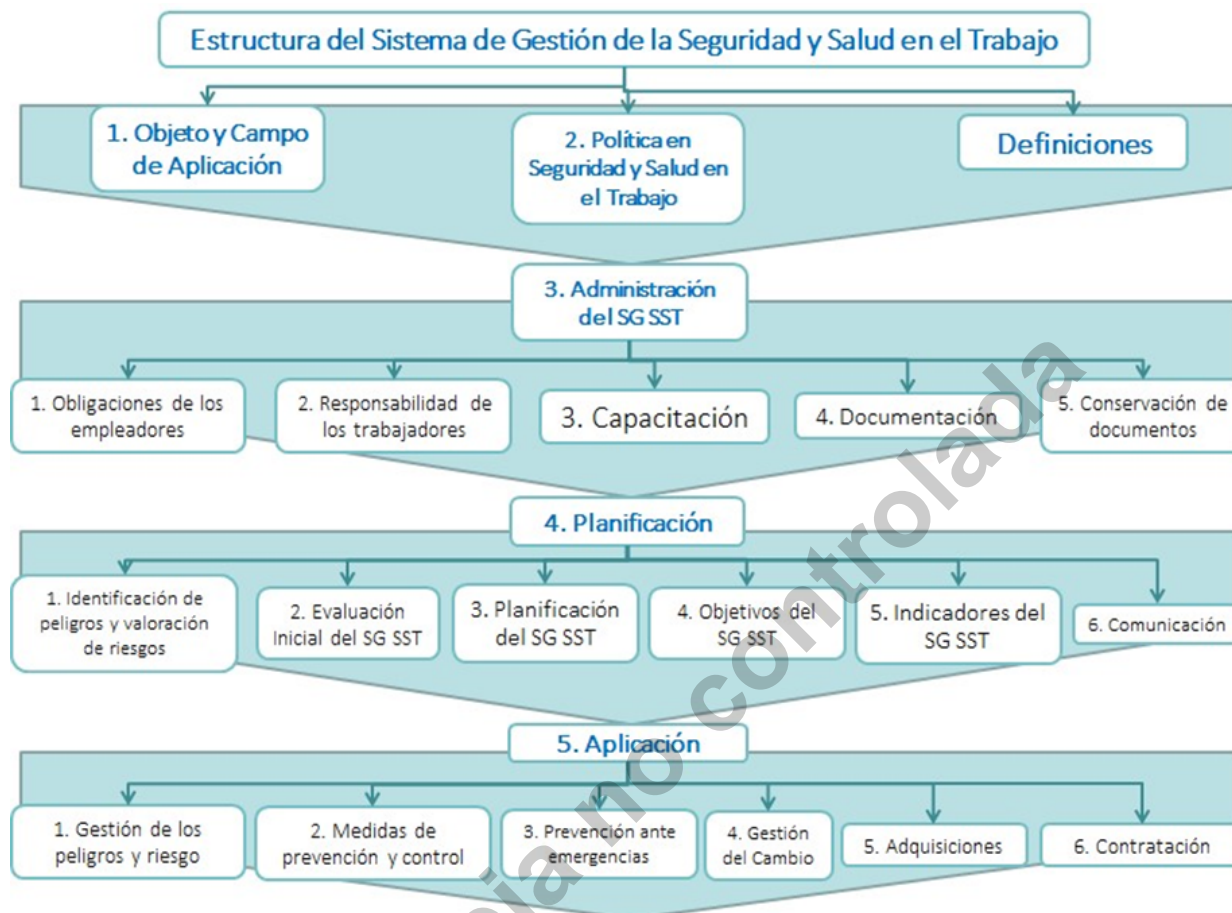 Estructura del Sistema de Gestión de la Seguridad y Salud en el Trabajo
1. Objeto y Campo
de Aplicación
2. Política en
Seguridad y Salud en
el Trabajo
Definiciones
3. Administración
del SG SST
1. Obligaciones de los
empleadores
2. Responsabilidad de
los trabajadores
3. Capacitación
4. Documentación
5. Conservación de
documentos
4. Planificación
1. Identificación de
peligros y valoración
de riesgos
2. Evaluación
Inicial del SG SST
3. Planificación
del SG SST
4. Objetivos del
SG SST
5. Indicadores del
SG SST
6. Comunicación
5. Aplicación
1. Gestión de los
peligros y riesgo
2. Medidas de
prevención y control
3. Prevención ante
emergencias
4. Gestión
del Cambio
5. Adquisiciones
6. Contratación
no controlada